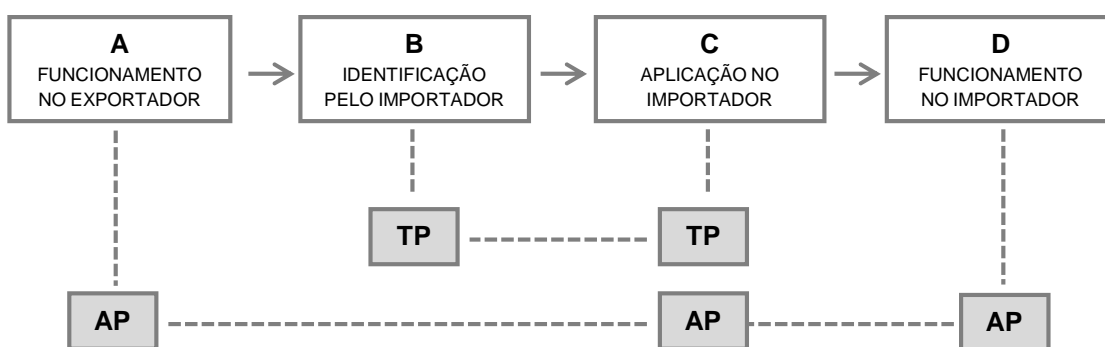 A
FUNCIONAMENTO
NO EXPORTADOR
B
IDENTIFICAÇÃO
PELO IMPORTADOR
C
APLICAÇÃO NO
IMPORTADOR
D
FUNCIONAMENTO
NO IMPORTADOR
TP
TP
AP
AP
AP